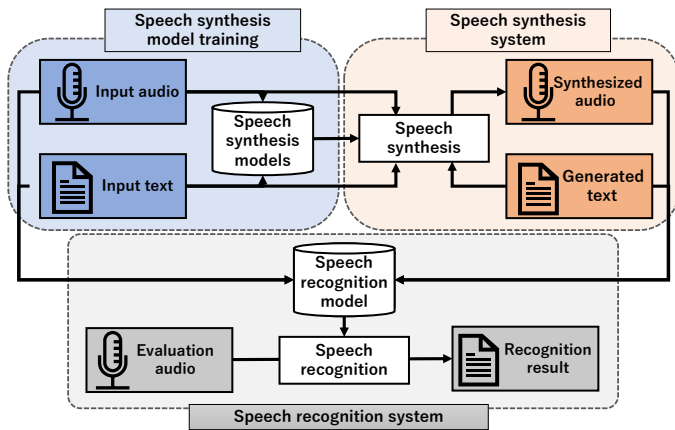 Speech synthesis
model training
Speech synthesis
system
Input audio
Speech
synthesis
models
Speech
synthesis
Synthesized
audio
Input text
Generated
text
Speech
recognition
model
Evaluation
audio
Speech
recognition
Recognition
result
Speech recognition system